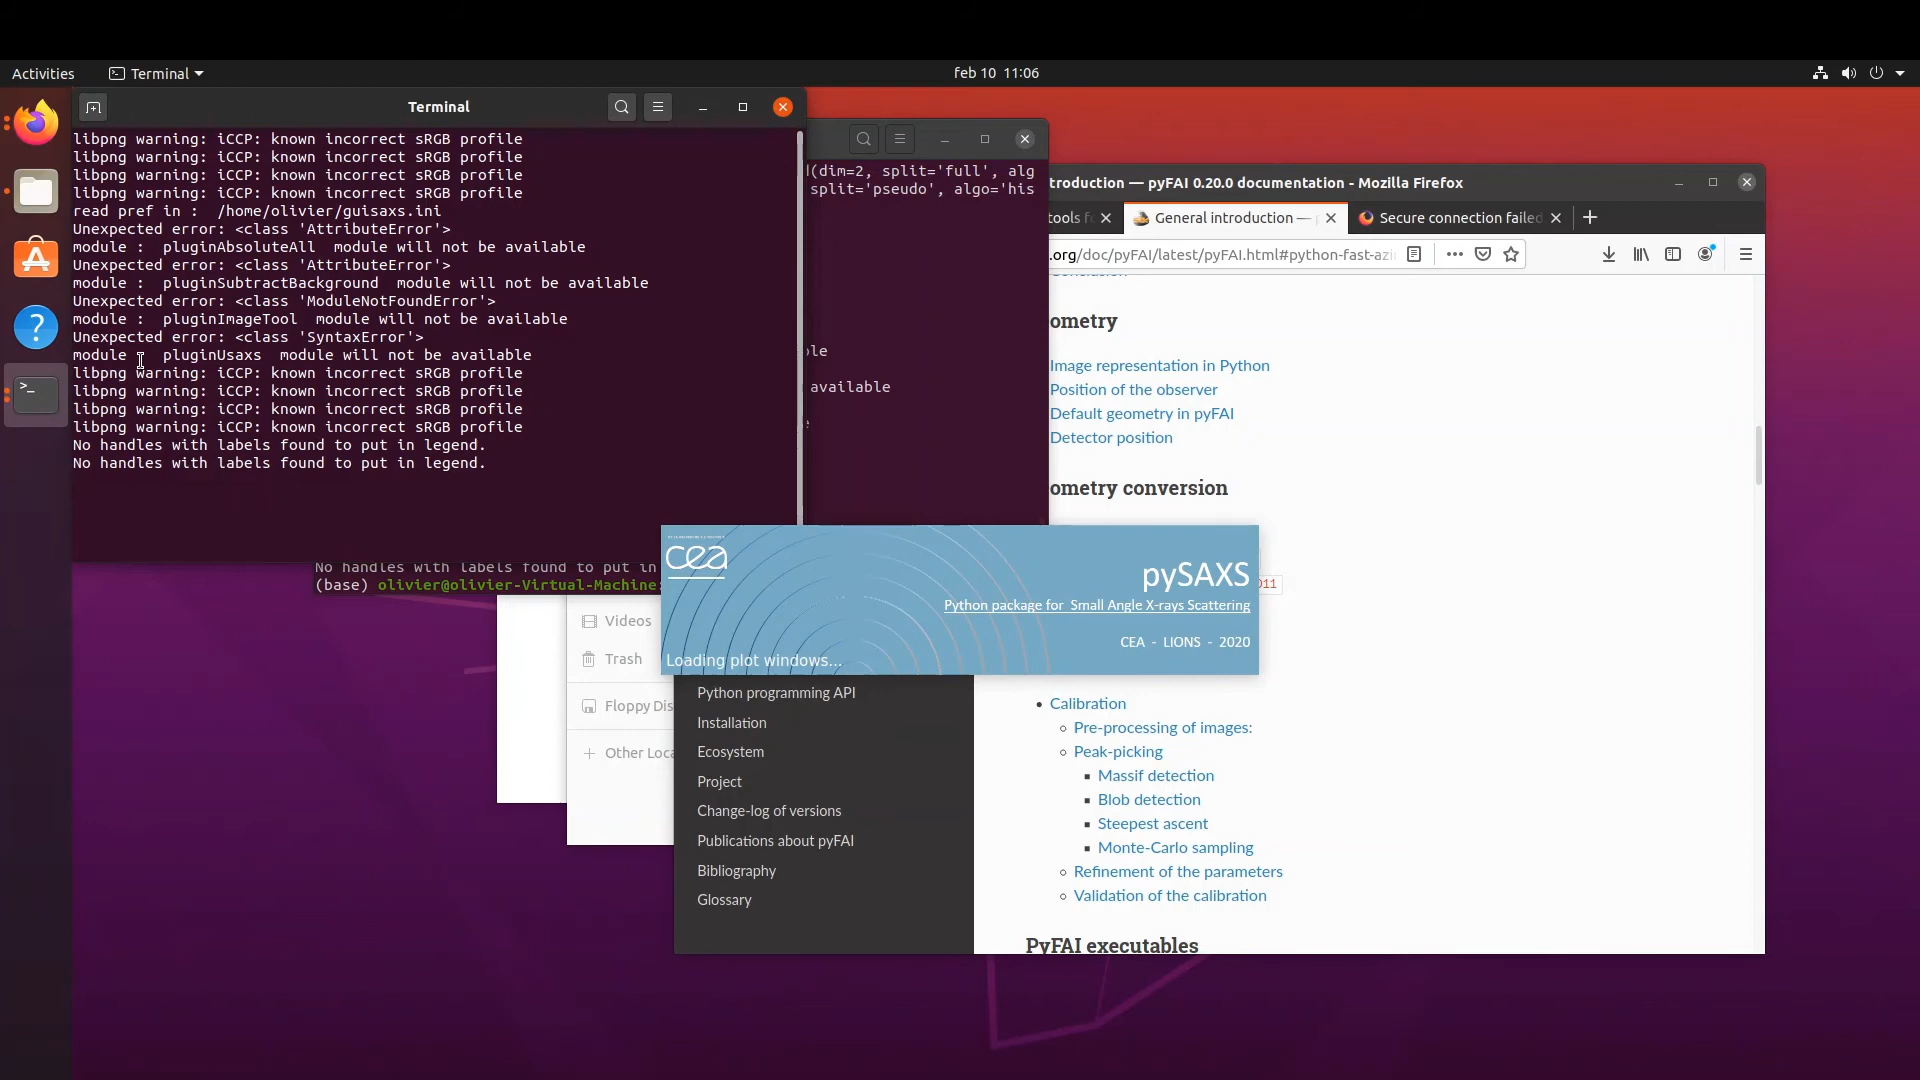 Activities
Terminal
feb 10 11:06
Terminal
libpng warning: iCCP: known incorrect sRGB profile
libpng warning: iCCP: known incorrect sRGB profile
libpng warning: iCCP: known incorrect sRGB profile
libpng warning: iCCP: known incorrect sRGB profile
read pref in :  /home/olivier/guisaxs.ini
Unexpected error: <class 'AttributeError'>
module :  pluginAbsoluteAll  module will not be available
Unexpected error: <class 'AttributeError'>
module :  pluginSubtractBackground  module will not be available
Unexpected error: <class 'ModuleNotFoundError'>
module :  pluginImageTool  module will not be available
Unexpected error: <class 'SyntaxError'>
module :  pluginUsaxs  module will not be available
libpng warning: iCCP: known incorrect sRGB profile
libpng warning: iCCP: known incorrect sRGB profile
libpng warning: iCCP: known incorrect sRGB profile
libpng warning: iCCP: known incorrect sRGB profile
No handles with labels found to put in legend.
No handles with labels found to put in legend.
(dim=2, split='full', alg
split='pseudo', algo='his
available
No handles with labels found to put in
(base) olivier@olivier-Virtual-Machine:
troduction — pyFAI 0.20.0 documentation - Mozilla Firefox
tools f
General introduction —
Secure connection failed
.org/doc/pyFAI/latest/pyFAI.html#python-fast-azi
ometry
Image representation in Python
Position of the observer
Default geometry in pyFAI
Detector position
ometry conversion
011
cea
pySAXS
Python package for Small Angle X-rays Scattering
CEA - LIONS - 2020
Loading plot windows...
Videos
Trash
Floppy Dis
Other Loca
Python programming API
Installation
Ecosystem
Project
Change-log of versions
Publications about pyFAI
Bibliography
Glossary
Calibration
Pre-processing of images:
Peak-picking
Massif detection
Blob detection
Steepest ascent
Monte-Carlo sampling
Refinement of the parameters
Validation of the calibration
PyFAI executables